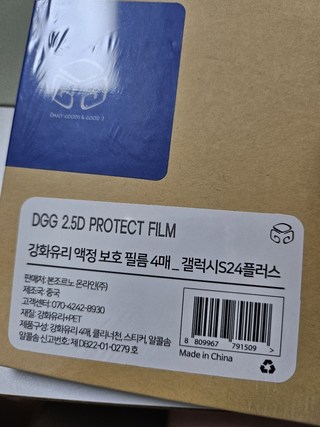 DAILY GOODS & GOOD :)
DGG 2.5D PROTECT FILM
강화유리 액정 보호 필름 4매_ 갤럭시S24플러스
판매처: 본조르노 온라인(주)
제조국: 중국
고객센터: 070-4242-8930
재질: 강화유리+PET
제품구성: 강화유리 4매, 클리너천, 스티커, 알콜솜
알콜솜 신고번호: 제 DB22-01-0279 호
8 809967 791509 >
Made in China